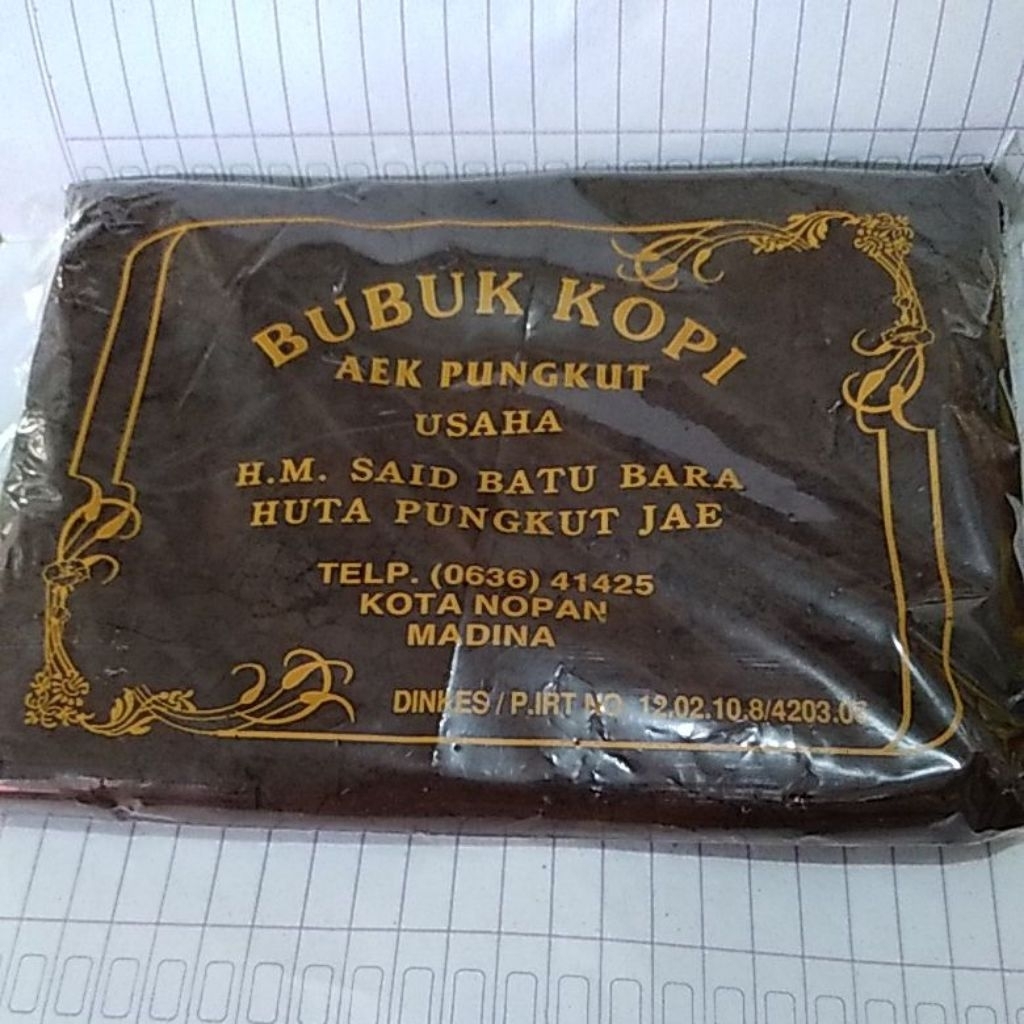 BUBUK KOPI
AEK PUNGKUT
USAHA
H.M. SAID BATU BARA
HUTA PUNGKUT JAE
TELP. (0636) 41425
KOTA NOPAN
MADINA
DINKES / P.IRT NO. 12.02.10.8/4203.06